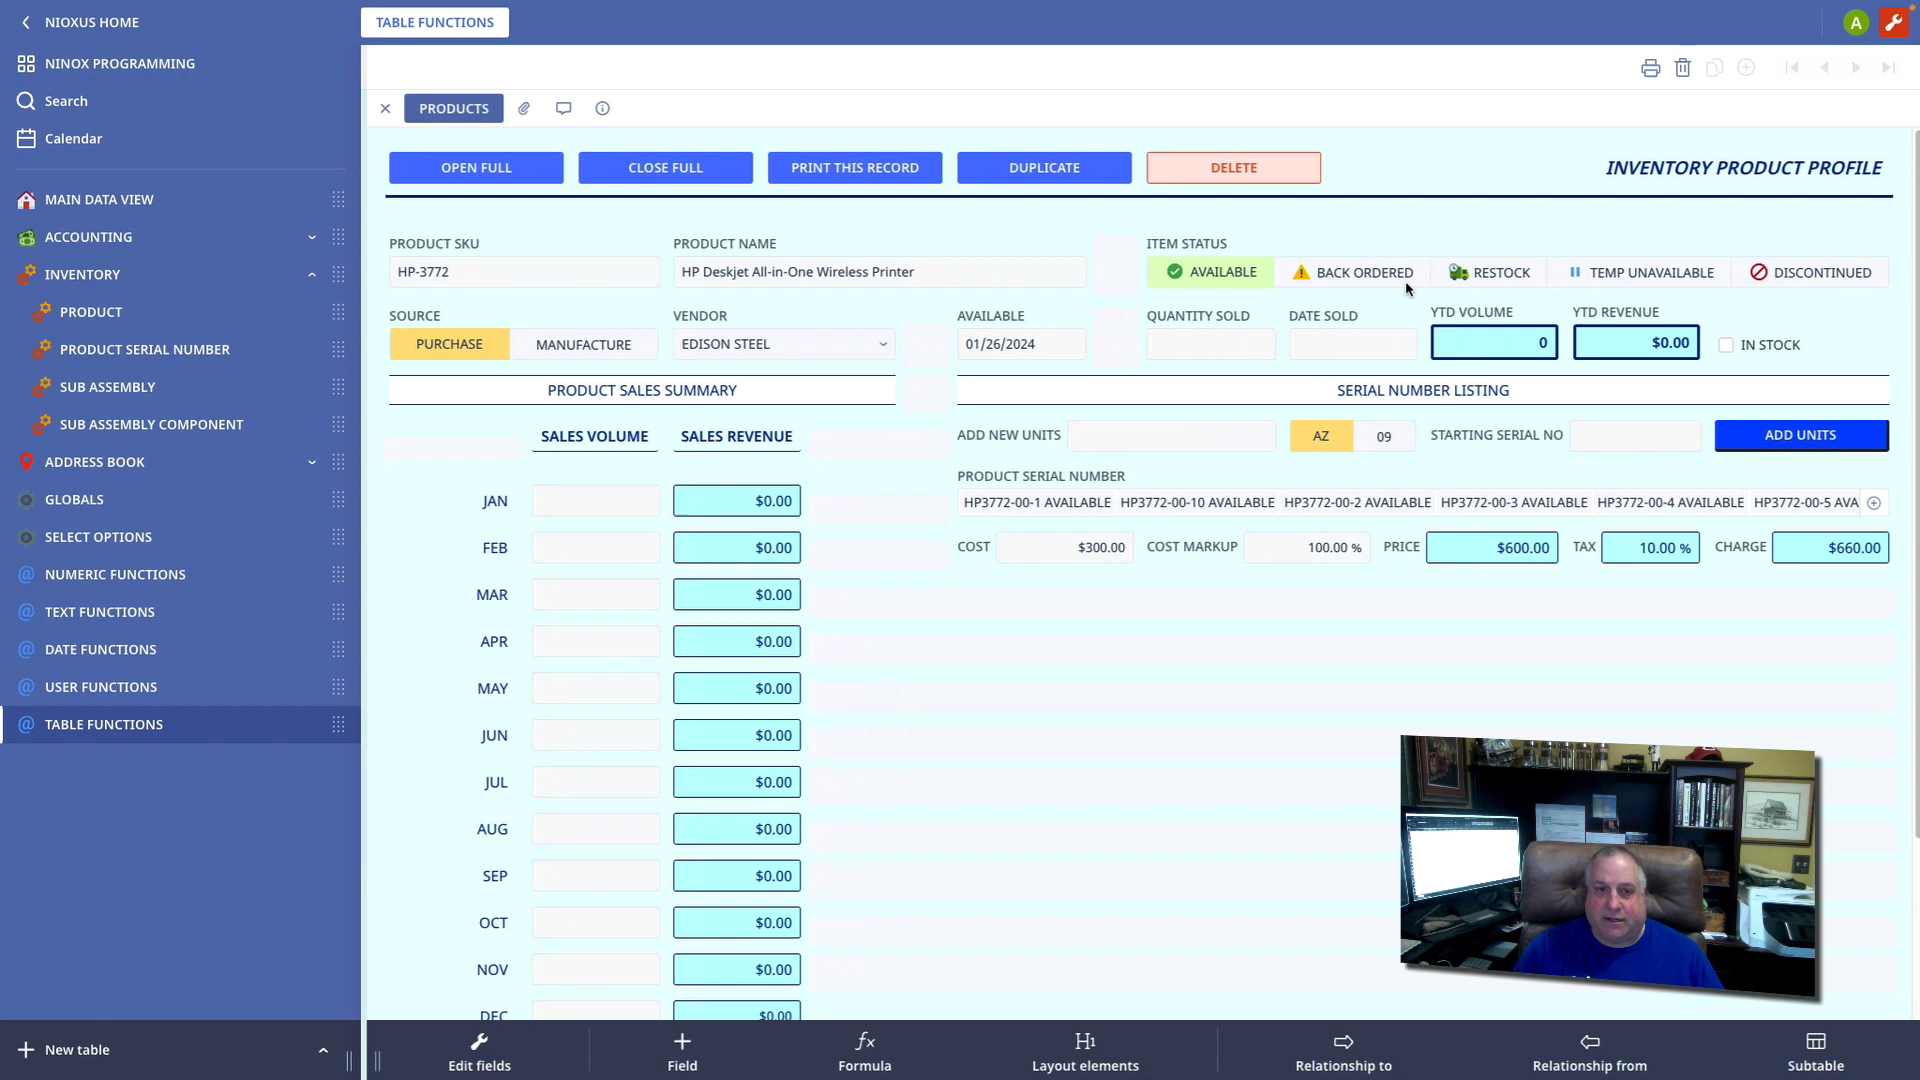 NIOXUS HOME
TABLE FUNCTIONS
A
NINOX PROGRAMMING
Search
Calendar
MAIN DATA VIEW
ACCOUNTING
INVENTORY
PRODUCT
PRODUCT SERIAL NUMBER
SUB ASSEMBLY
SUB ASSEMBLY COMPONENT
ADDRESS BOOK
GLOBALS
SELECT OPTIONS
NUMERIC FUNCTIONS
TEXT FUNCTIONS
DATE FUNCTIONS
USER FUNCTIONS
TABLE FUNCTIONS
New table
PRODUCTS
OPEN FULL CLOSE FULL PRINT THIS RECORD DUPLICATE DELETE INVENTORY PRODUCT PROFILE
PRODUCT SKU PRODUCT NAME ITEM STATUS
HP-3772 HP Deskjet All-in-One Wireless Printer AVAILABLE BACK ORDERED RESTOCK TEMP UNAVAILABLE DISCONTINUED
SOURCE VENDOR AVAILABLE QUANTITY SOLD DATE SOLD YTD VOLUME YTD REVENUE
PURCHASE MANUFACTURE EDISON STEEL 01/26/2024 0 $0.00 IN STOCK
PRODUCT SALES SUMMARY SERIAL NUMBER LISTING
SALES VOLUME SALES REVENUE ADD NEW UNITS AZ 09 STARTING SERIAL NO ADD UNITS
PRODUCT SERIAL NUMBER
JAN $0.00 HP3772-00-1 AVAILABLE HP3772-00-10 AVAILABLE HP3772-00-2 AVAILABLE HP3772-00-3 AVAILABLE HP3772-00-4 AVAILABLE HP3772-00-5 AVA
FEB $0.00 COST $300.00 COST MARKUP 100.00 % PRICE $600.00 TAX 10.00 % CHARGE $660.00
MAR $0.00
APR $0.00
MAY $0.00
JUN $0.00
JUL $0.00
AUG $0.00
SEP $0.00
OCT $0.00
NOV $0.00
DEC $0.00
Edit fields Field Formula Layout elements Relationship to Relationship from Subtable